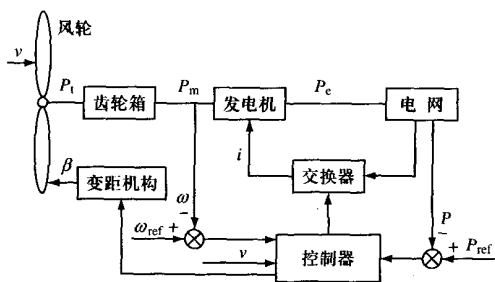 风轮
v
P_t
齿轮箱
P_m
发电机
P_e
电网
β
变距机构
i
交换器
ω
−
ω_ref +
v
控制器
P
−
+ P_ref